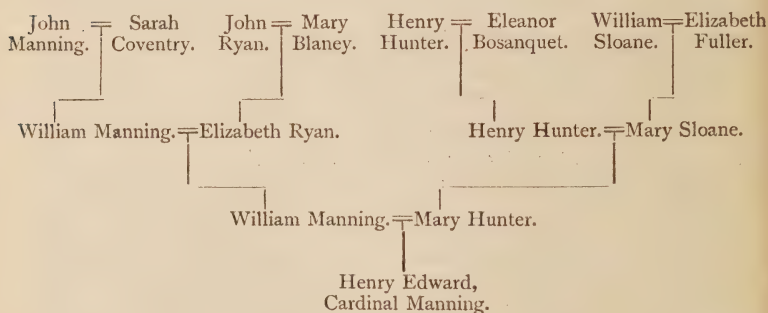 John = Sarah John = Mary Henry = Eleanor William = Elizabeth
Manning. Coventry. Ryan. Blaney. Hunter. Bosanquet. Sloane. Fuller.
William Manning. = Elizabeth Ryan. Henry Hunter. = Mary Sloane.
William Manning. = Mary Hunter.
Henry Edward,
Cardinal Manning.